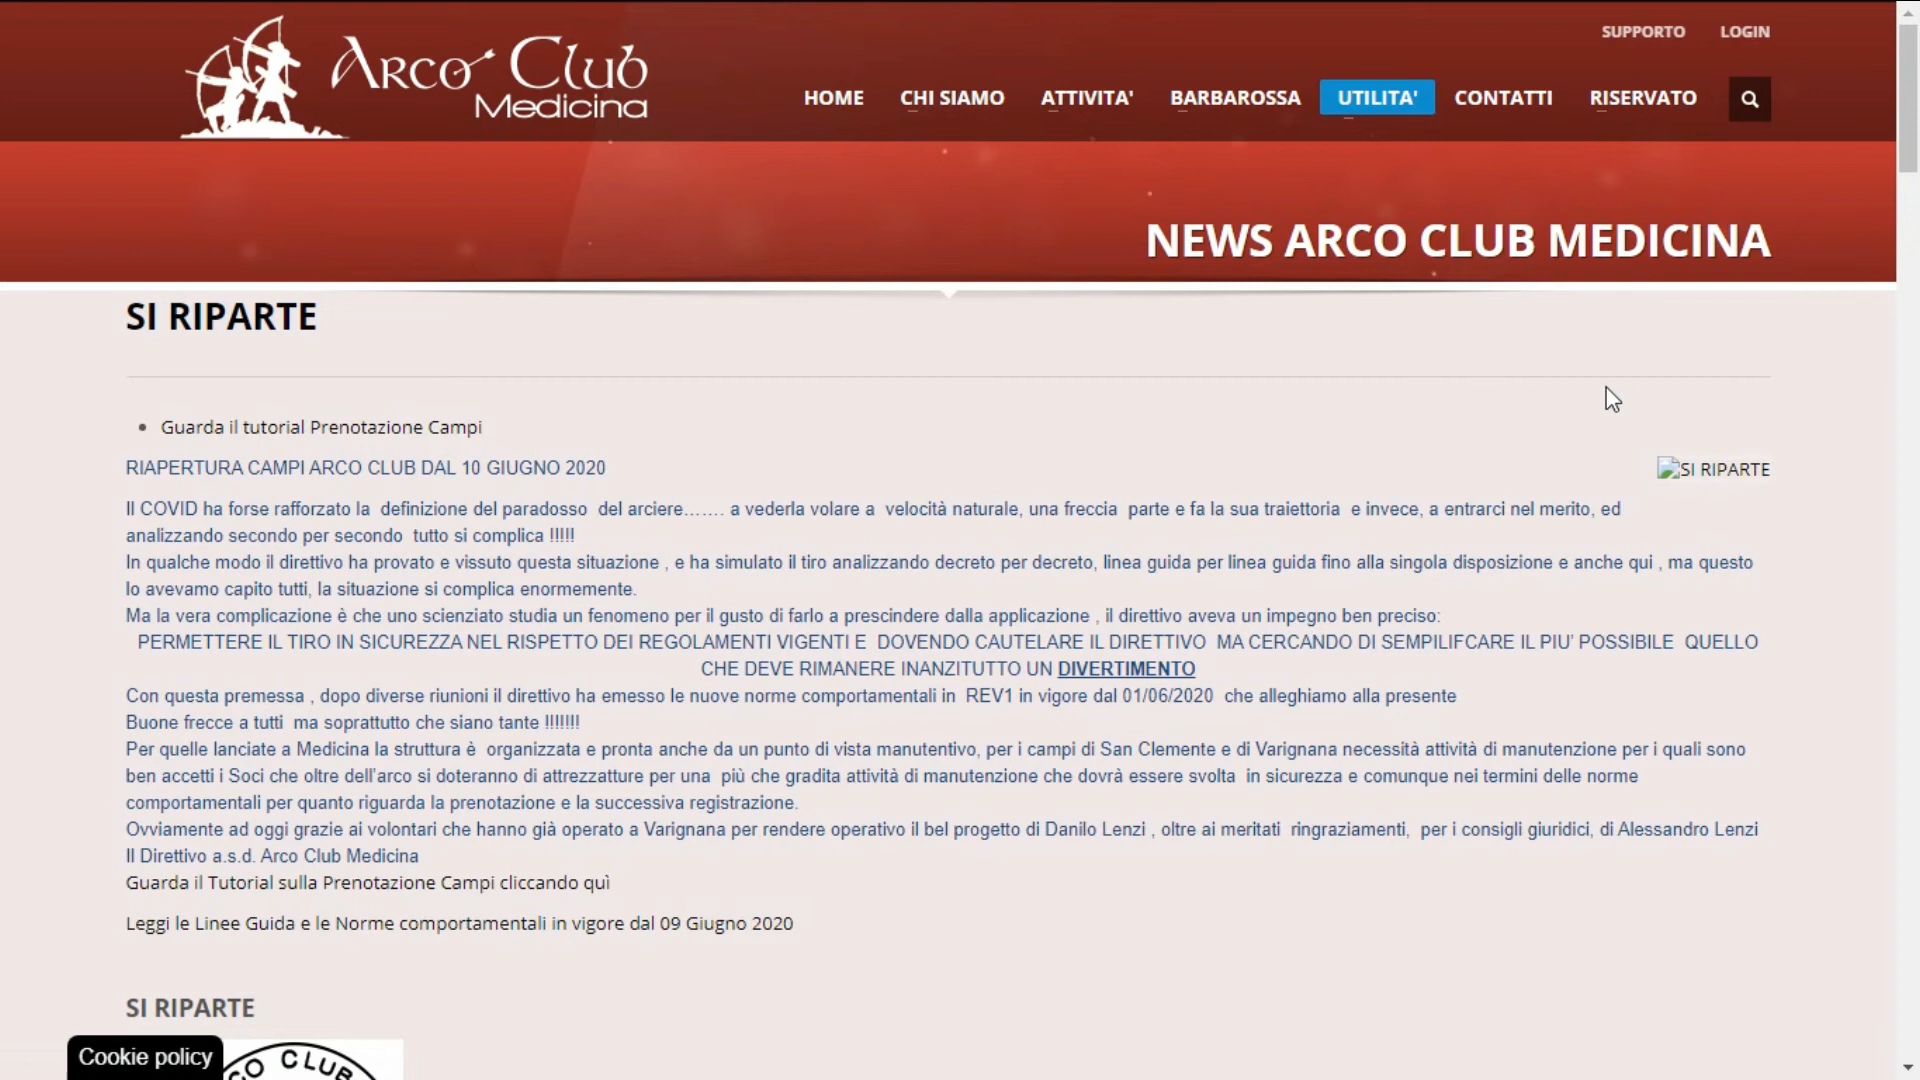 SUPPORTO LOGIN
Arco Club
Medicina
HOME CHI SIAMO ATTIVITA' BARBAROSSA UTILITA' CONTATTI RISERVATO
NEWS ARCO CLUB MEDICINA
SI RIPARTE
Guarda il tutorial Prenotazione Campi
RIAPERTURA CAMPI ARCO CLUB DAL 10 GIUGNO 2020
SI RIPARTE
Il COVID ha forse rafforzato la definizione del paradosso del arciere……. a vederla volare a velocità naturale, una freccia parte e fa la sua traiettoria e invece, a entrarci nel merito, ed
analizzando secondo per secondo tutto si complica !!!!!
In qualche modo il direttivo ha provato e vissuto questa situazione , e ha simulato il tiro analizzando decreto per decreto, linea guida per linea guida fino alla singola disposizione e anche qui , ma questo
lo avevamo capito tutti, la situazione si complica enormemente.
Ma la vera complicazione è che uno scienziato studia un fenomeno per il gusto di farlo a prescindere dalla applicazione , il direttivo aveva un impegno ben preciso:
PERMETTERE IL TIRO IN SICUREZZA NEL RISPETTO DEI REGOLAMENTI VIGENTI E DOVENDO CAUTELARE IL DIRETTIVO MA CERCANDO DI SEMPILIFCARE IL PIU' POSSIBILE QUELLO
CHE DEVE RIMANERE INANZITUTTO UN DIVERTIMENTO
Con questa premessa , dopo diverse riunioni il direttivo ha emesso le nuove norme comportamentali in REV1 in vigore dal 01/06/2020 che alleghiamo alla presente
Buone frecce a tutti ma soprattutto che siano tante !!!!!!!
Per quelle lanciate a Medicina la struttura è organizzata e pronta anche da un punto di vista manutentivo, per i campi di San Clemente e di Varignana necessità attività di manutenzione per i quali sono
ben accetti i Soci che oltre dell'arco si doteranno di attrezzatture per una più che gradita attività di manutenzione che dovrà essere svolta in sicurezza e comunque nei termini delle norme
comportamentali per quanto riguarda la prenotazione e la successiva registrazione.
Ovviamente ad oggi grazie ai volontari che hanno già operato a Varignana per rendere operativo il bel progetto di Danilo Lenzi , oltre ai meritati ringraziamenti, per i consigli giuridici, di Alessandro Lenzi
Il Direttivo a.s.d. Arco Club Medicina
Guarda il Tutorial sulla Prenotazione Campi cliccando quì
Leggi le Linee Guida e le Norme comportamentali in vigore dal 09 Giugno 2020
SI RIPARTE
Cookie policy
CO CLUB